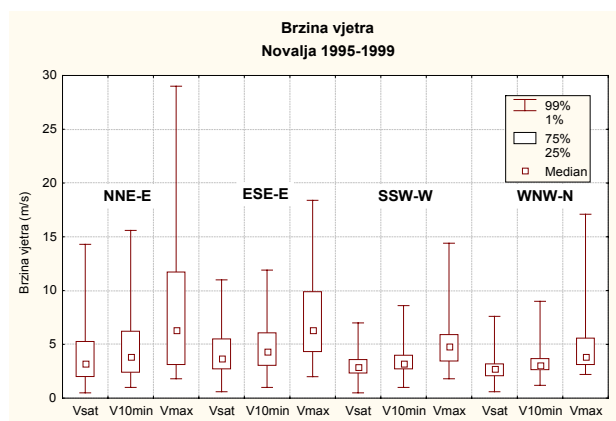 Brzina vjetra
Novalja 1995-1999
30
25
20
15
10
5
0
Brzina vjetra (m/s)
99%
1%
75%
25%
Median
NNE-E
ESE-E
SSW-W
WNW-N
Vsat V10min Vmax Vsat V10min Vmax Vsat V10min Vmax Vsat V10min Vmax